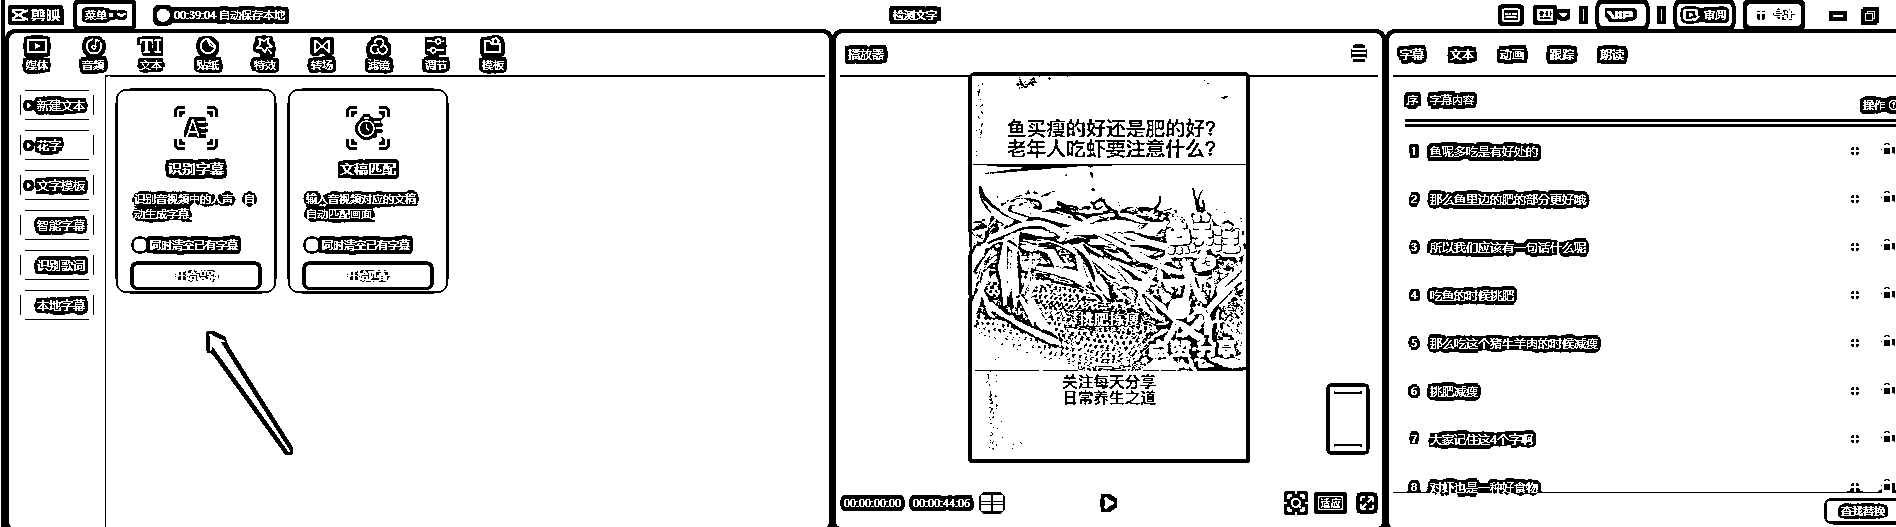 剪映
菜单
00:39:04 自动保存本地
检测文字
VIP
审阅
导出
媒体
音频
文本
贴纸
特效
转场
滤镜
调节
模板
新建文本
花字
文字模板
智能字幕
识别歌词
本地字幕
识别字幕
识别音视频中的人声，自
动生成字幕
同时清空已有字幕
开始识别
文稿匹配
输入音视频对应的文稿
自动匹配画面
同时清空已有字幕
开始匹配
播放器
鱼买瘦的好还是肥的好?
老年人吃虾要注意什么?
关注每天分享
日常养生之道
00:00:00:00
00:00:44:06
适应
字幕
文本
动画
跟踪
朗读
序
字幕内容
操作
1 鱼呢多吃是有好处的
2 那么鱼里边的肥的部分更好哦
3 所以我们应该有一句话什么呢
4 吃鱼的时候挑肥
5 那么吃这个猪牛羊肉的时候减瘦
6 挑肥减瘦
7 大家记住这4个字啊
8 对虾也是一种好食物
查找替换